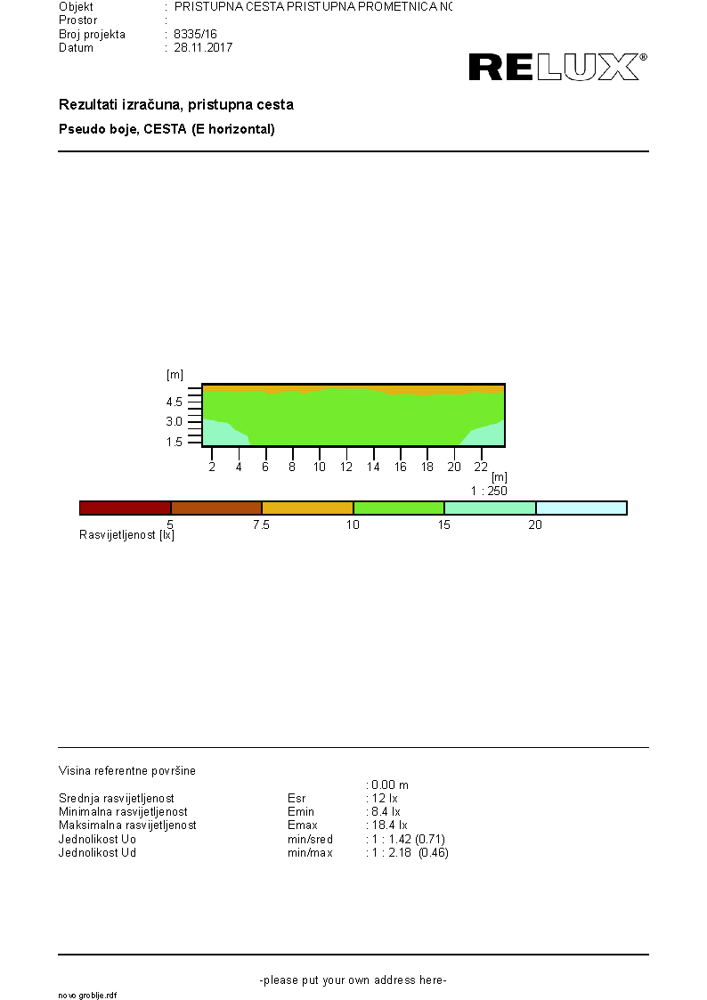 Objekt : PRISTUPNA CESTA PRISTUPNA PROMETNICA
Prostor :
Broj projekta : 8335/16
Datum : 28.11.2017
RELUX®
Rezultati izračuna, pristupna cesta
Pseudo boje, CESTA (E horizontal)
[m]
4.5
3.0
1.5
2 4 6 8 10 12 14 16 18 20 22
[m]
1 : 250
5 7.5 10 15 20
Rasvijetljenost [lx]
Visina referentne površine
: 0.00 m
Srednja rasvijetljenost Esr : 12 lx
Minimalna rasvijetljenost Emin : 8.4 lx
Maksimalna rasvijetljenost Emax : 18.4 lx
Jednolikost Uo min/sred : 1 : 1.42 (0.71)
Jednolikost Ud min/max : 1 : 2.18 (0.46)
-please put your own address here-
novo groblje.rdf